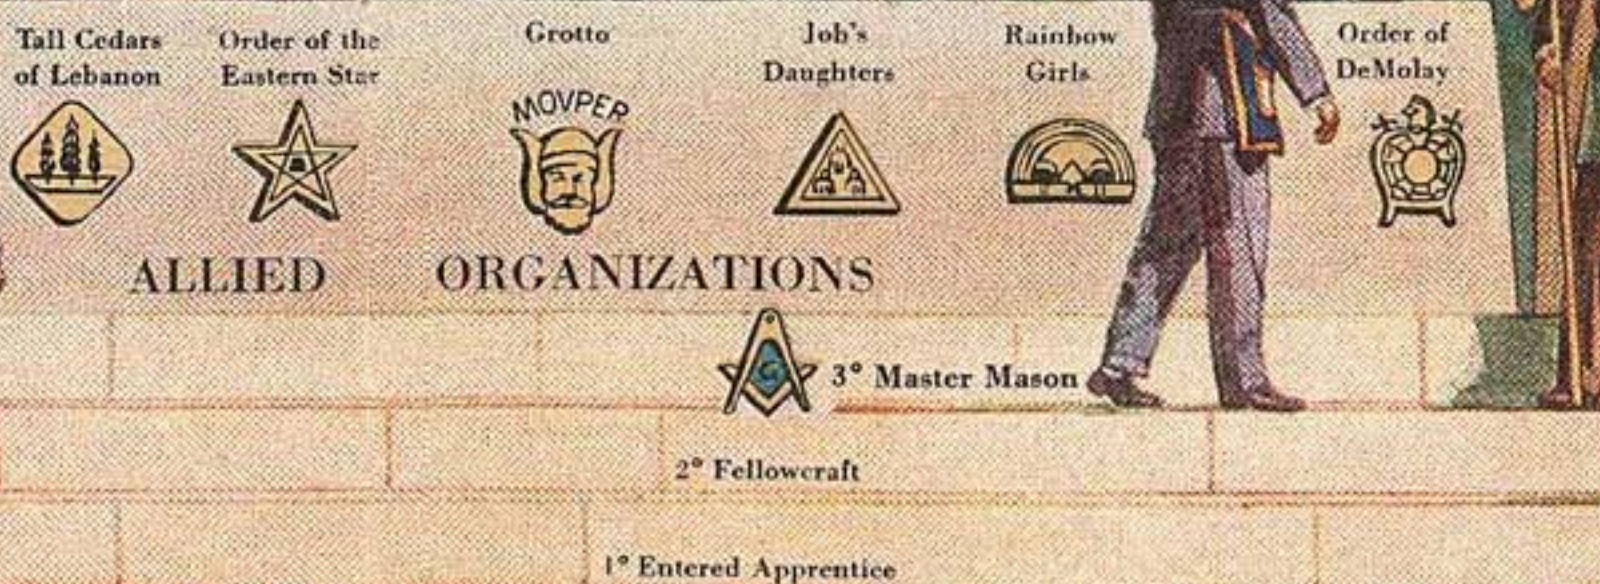 Tall Cedars
of Lebanon
Order of the
Eastern Star
Grotto
MOVPER
Job's
Daughters
Rainbow
Girls
Order of
DeMolay
ALLIED ORGANIZATIONS
G
3° Master Mason
2° Fellowcraft
1° Entered Apprentice